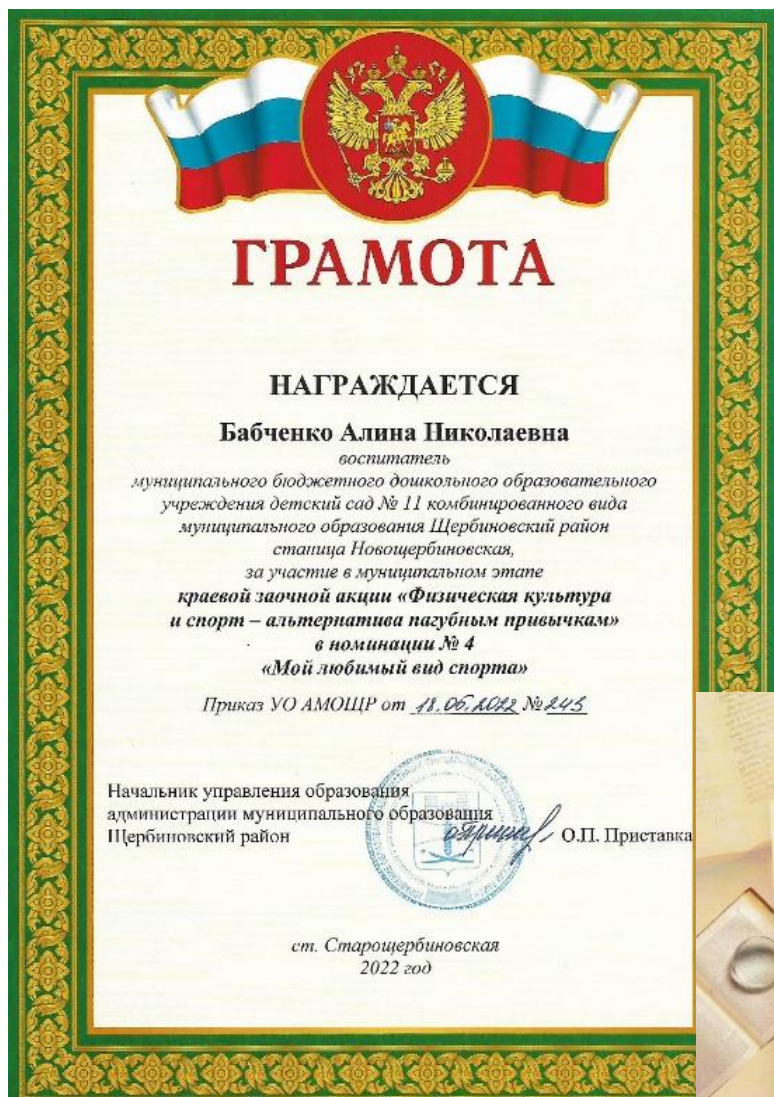 ГРАМОТА
НАГРАЖДАЕТСЯ
Бабченко Алина Николаевна
воспитатель
муниципального бюджетного дошкольного образовательного
учреждения детский сад № 11 комбинированного вида
муниципального образования Щербиновский район
станица Новощербиновская,
за участие в муниципальном этапе
краевой заочной акции «Физическая культура
и спорт – альтернатива пагубным привычкам»
в номинации № 4
«Мой любимый вид спорта»
Приказ УО АМОЩР от 18.05.2022 № 245
Начальник управления образования
администрации муниципального образования
Щербиновский район О.П. Приставка
ст. Старощербиновская
2022 год